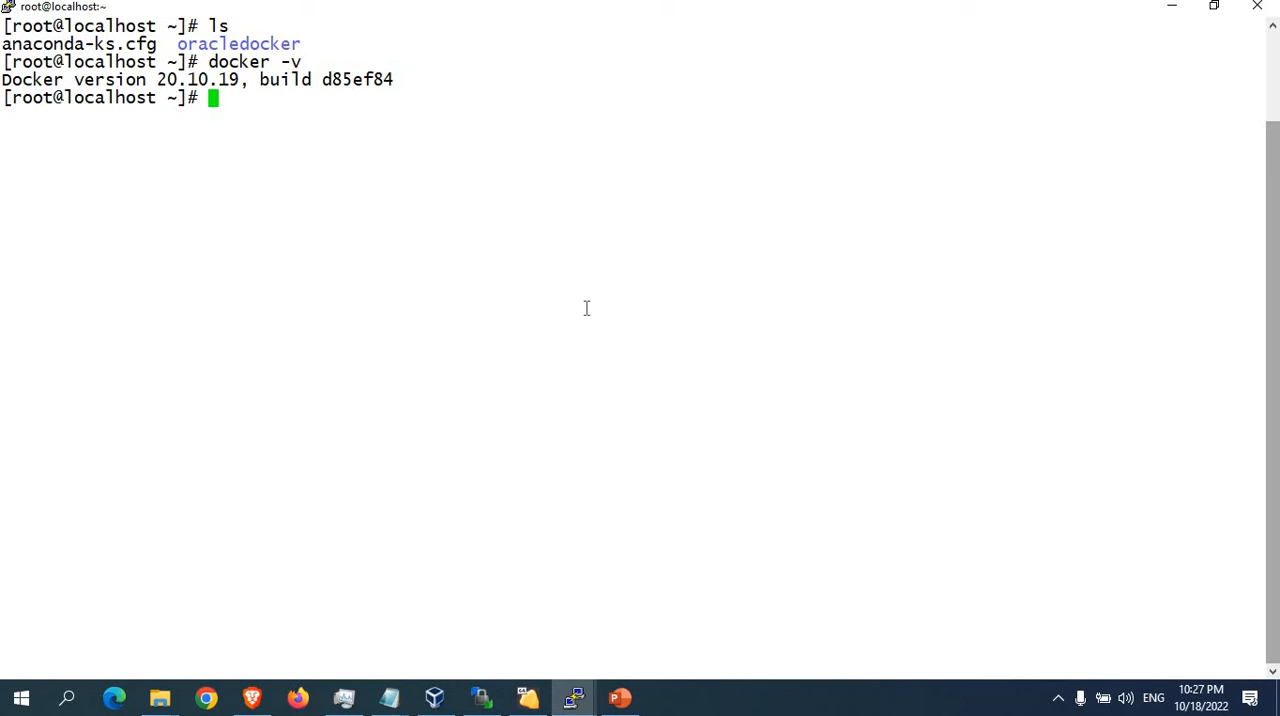 root@localhost:~
[root@localhost ~]# ls
anaconda-ks.cfg  oracledocker
[root@localhost ~]# docker -v
Docker version 20.10.19, build d85ef84
[root@localhost ~]#
ENG
10:27 PM
10/18/2022